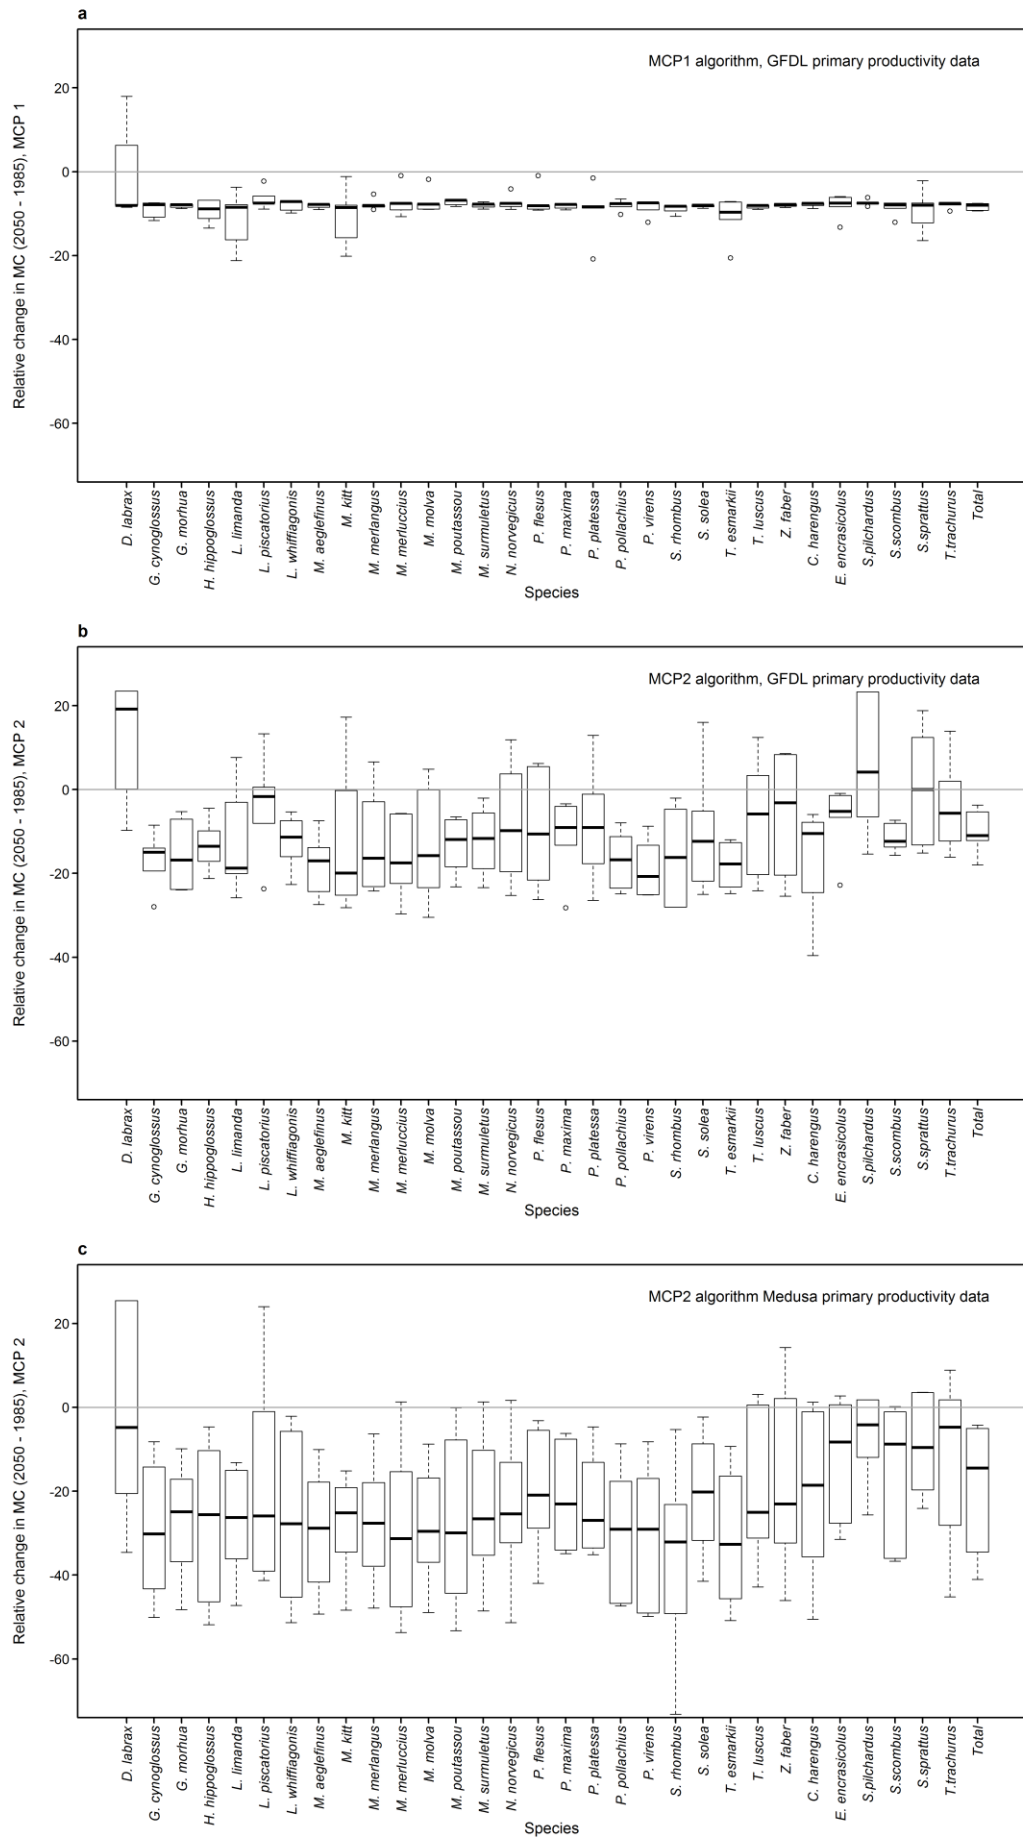 a
MCP1 algorithm, GFDL primary productivity data
Relative change in MC (2050 - 1985), MCP 1
20
0
-20
-40
-60
D. labrax
G. cynoglossus
G. morhua
H. hippoglossus
L. limanda
L. piscatorius
L. whiffiagonis
M. aeglefinus
M. kitt
M. merlangus
M. merluccius
M. molva
M. poutassou
M. surmuletus
N. norvegicus
P. flesus
P. maxima
P. platessa
P. pollachius
P. virens
S. rhombus
S. solea
T. esmarkii
T. luscus
Z. faber
C. harengus
E. encrasicolus
S.pilchardus
S.scombus
S.sprattus
T.trachurus
Total
Species
b
MCP2 algorithm, GFDL primary productivity data
Relative change in MC (2050 - 1985), MCP 2
20
0
-20
-40
-60
D. labrax
G. cynoglossus
G. morhua
H. hippoglossus
L. limanda
L. piscatorius
L. whiffiagonis
M. aeglefinus
M. kitt
M. merlangus
M. merluccius
M. molva
M. poutassou
M. surmuletus
N. norvegicus
P. flesus
P. maxima
P. platessa
P. pollachius
P. virens
S. rhombus
S. solea
T. esmarkii
T. luscus
Z. faber
C. harengus
E. encrasicolus
S.pilchardus
S.scombus
S.sprattus
T.trachurus
Total
Species
c
MCP2 algorithm Medusa primary productivity data
Relative change in MC (2050 - 1985), MCP 2
20
0
-20
-40
-60
D. labrax
G. cynoglossus
G. morhua
H. hippoglossus
L. limanda
L. piscatorius
L. whiffiagonis
M. aeglefinus
M. kitt
M. merlangus
M. merluccius
M. molva
M. poutassou
M. surmuletus
N. norvegicus
P. flesus
P. maxima
P. platessa
P. pollachius
P. virens
S. rhombus
S. solea
T. esmarkii
T. luscus
Z. faber
C. harengus
E. encrasicolus
S.pilchardus
S.scombus
S.sprattus
T.trachurus
Total
Species